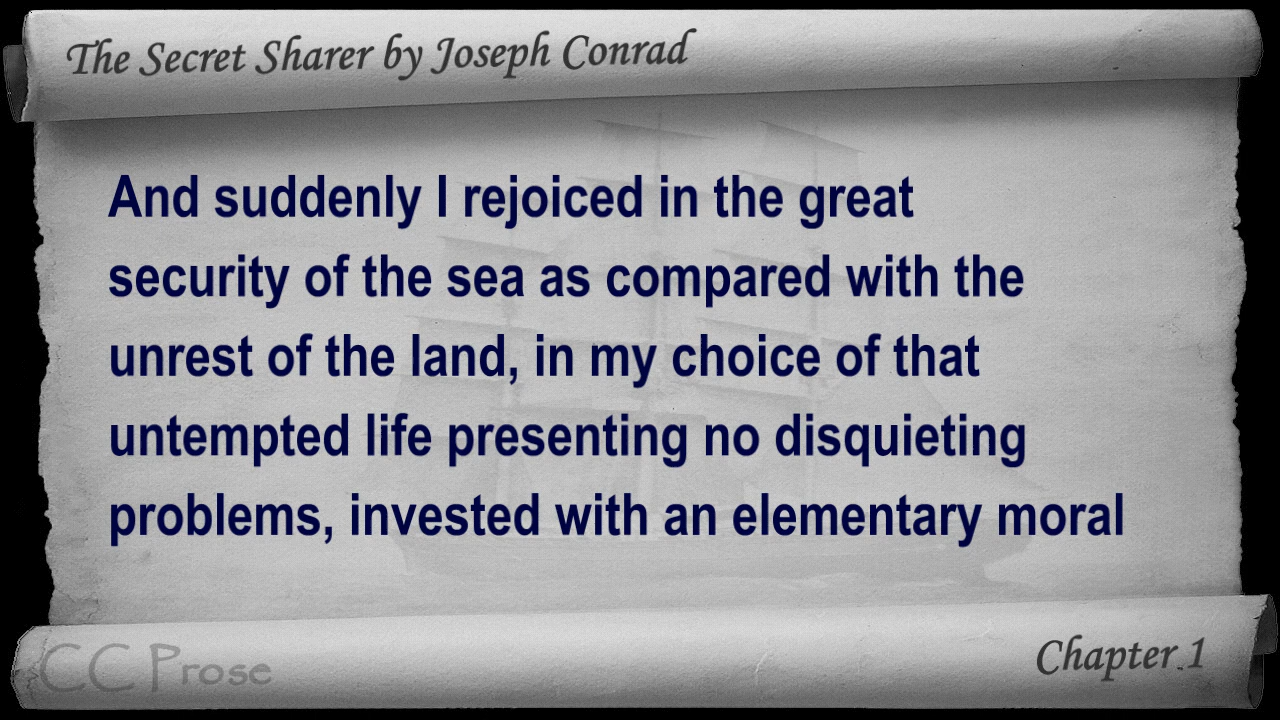 The Secret Sharer by Joseph Conrad
And suddenly I rejoiced in the great
security of the sea as compared with the
unrest of the land, in my choice of that
untempted life presenting no disquieting
problems, invested with an elementary moral
CC Prose
Chapter 1